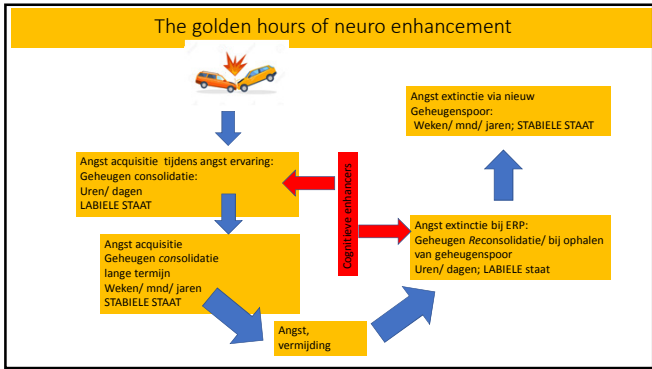 The golden hours of neuro enhancement
Angst acquisitie tijdens angst ervaring:
Geheugen consolidatie:
Uren/ dagen
LABIELE STAAT
Angst acquisitie
Geheugen consolidatie
lange termijn
Weken/ mnd/ jaren
STABIELE STAAT
Angst,
vermijding
Cognitieve enhancers
Angst extinctie bij ERP:
Geheugen Reconsolidatie/ bij ophalen
van geheugenspoor
Uren/ dagen; LABIELE staat
Angst extinctie via nieuw
Geheugenspoor:
Weken/ mnd/ jaren; STABIELE STAAT